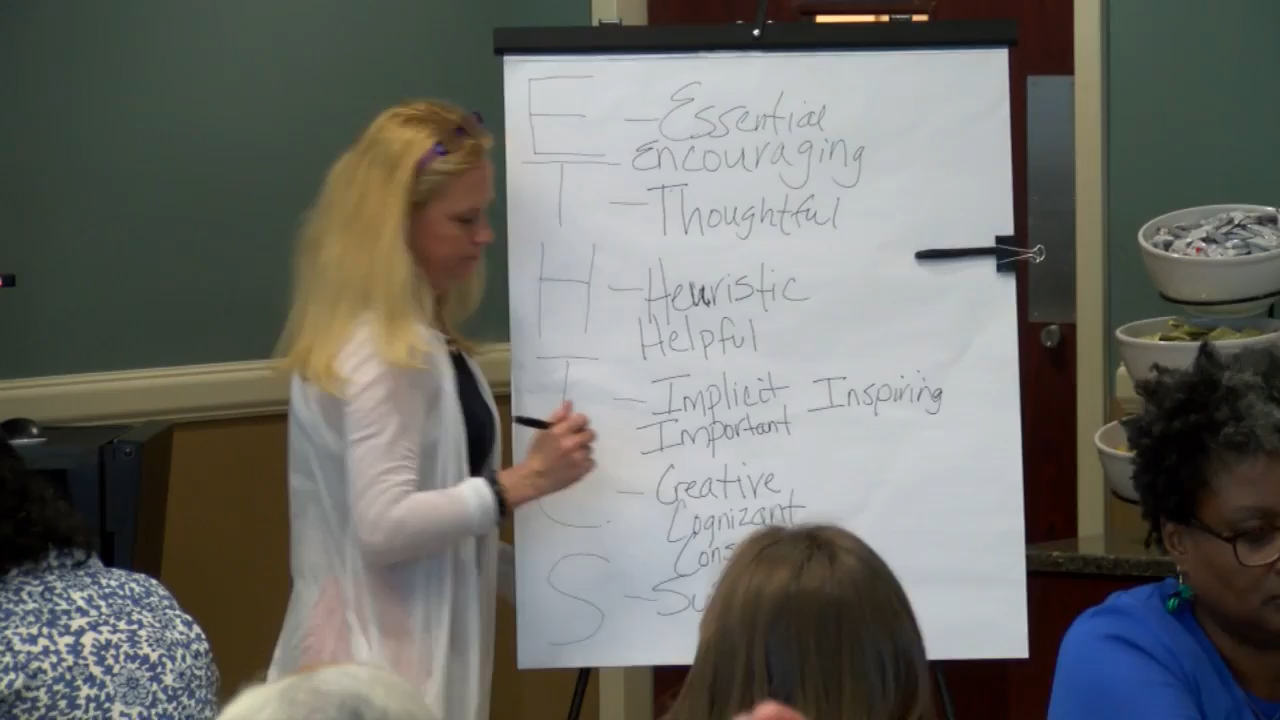 E - Essential
encouraging
T - Thoughtful
H - Heuristic
Helpful
I - Implicit Inspiring
Important
C - Creative
Cognizant
S -